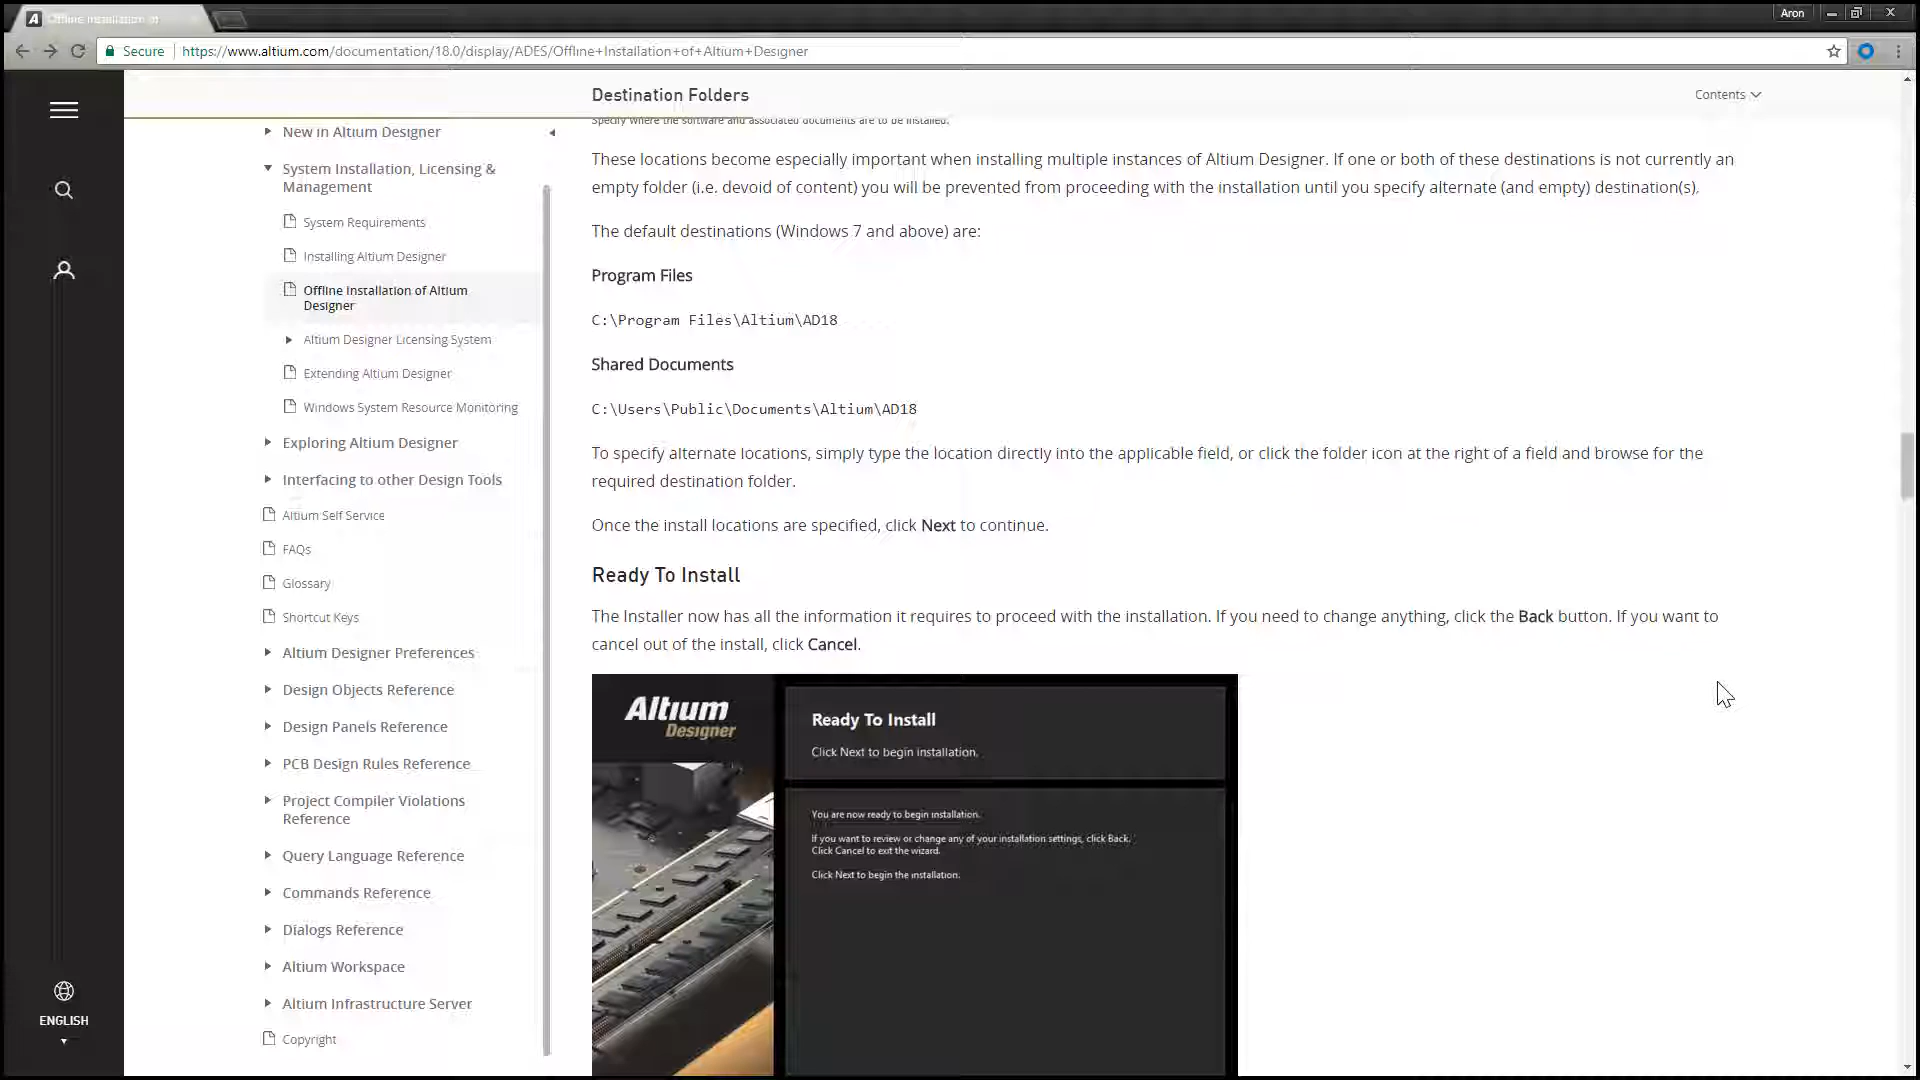 Offline Installation of
Aron
Secure
https://www.altium.com/documentation/18.0/display/ADES/Offline+Installation+of+Altium+Designer
Destination Folders
Contents
New in Altium Designer
System Installation, Licensing &
Management
System Requirements
Installing Altium Designer
Offline Installation of Altium
Designer
Altium Designer Licensing System
Extending Altium Designer
Windows System Resource Monitoring
Exploring Altium Designer
Interfacing to other Design Tools
Altium Self Service
FAQs
Glossary
Shortcut Keys
Altium Designer Preferences
Design Objects Reference
Design Panels Reference
PCB Design Rules Reference
Project Compiler Violations
Reference
Query Language Reference
Commands Reference
Dialogs Reference
Altium Workspace
Altium Infrastructure Server
Copyright
ENGLISH
Specify where the software and associated documents are to be installed.
These locations become especially important when installing multiple instances of Altium Designer. If one or both of these destinations is not currently an
empty folder (i.e. devoid of content) you will be prevented from proceeding with the installation until you specify alternate (and empty) destination(s).
The default destinations (Windows 7 and above) are:
Program Files
C:\Program Files\Altium\AD18
Shared Documents
C:\Users\Public\Documents\Altium\AD18
To specify alternate locations, simply type the location directly into the applicable field, or click the folder icon at the right of a field and browse for the
required destination folder.
Once the install locations are specified, click Next to continue.
Ready To Install
The Installer now has all the information it requires to proceed with the installation. If you need to change anything, click the Back button. If you want to
cancel out of the install, click Cancel.
Altium
Designer
Ready To Install
Click Next to begin installation.
You are now ready to begin installation.
If you want to review or change any of your installation settings, click Back.
Click Cancel to exit the wizard.
Click Next to begin the installation.